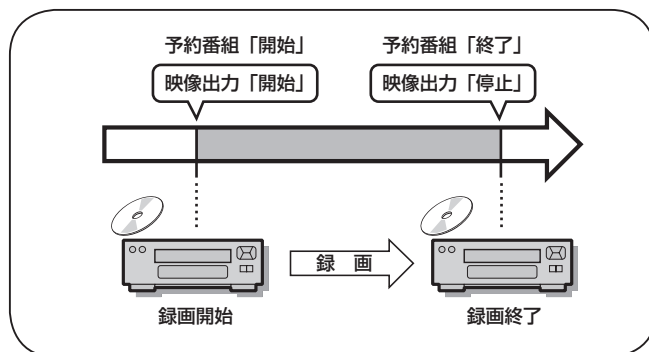 予約番組「開始」
予約番組「終了」
映像出力「開始」
映像出力「停止」
録　画
録画開始
録画終了